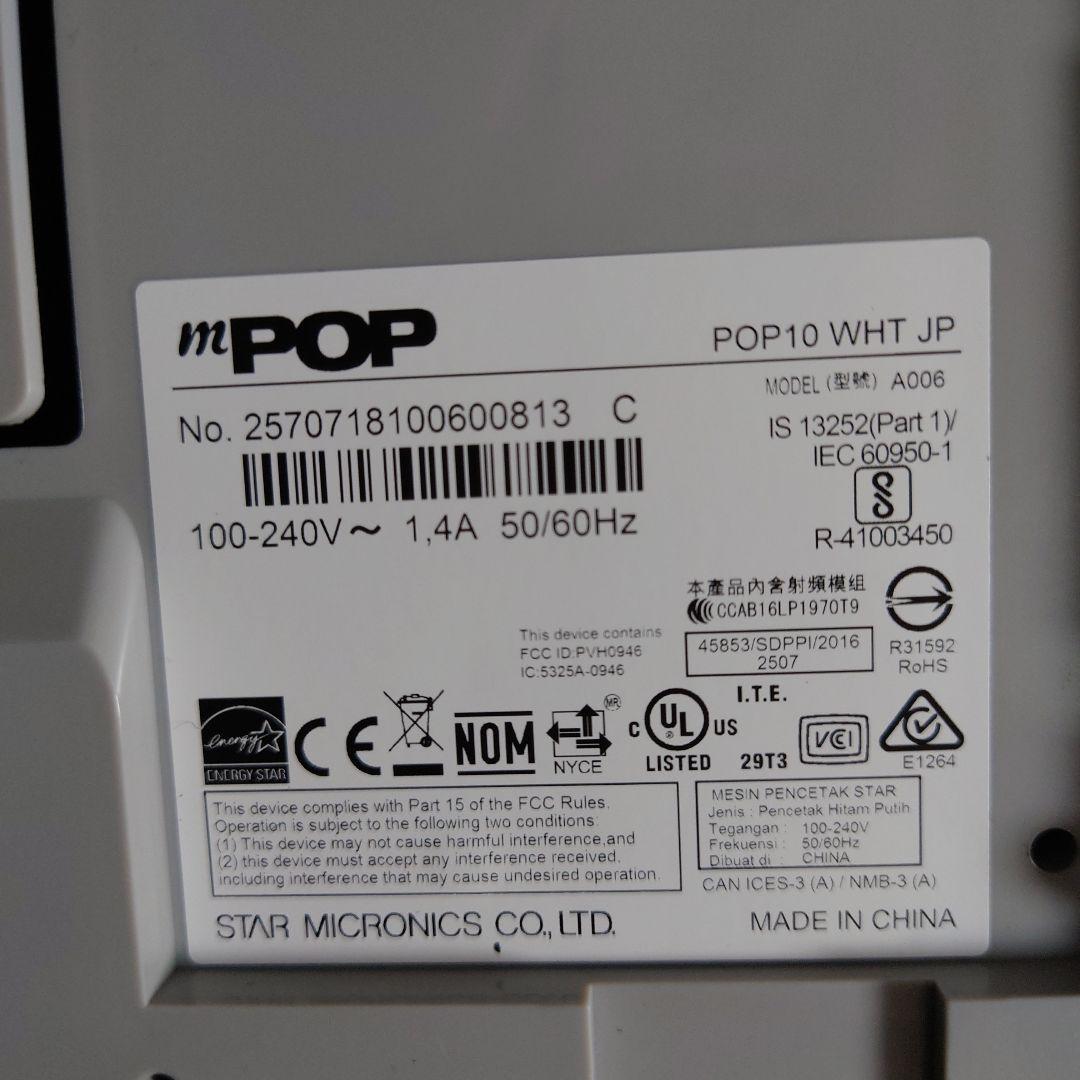 mPOP
POP10 WHT JP
MODEL (型號) A006
No. 2570718100600813 C
100-240V～ 1,4A 50/60Hz
IS 13252(Part 1)/
IEC 60950-1
R-41003450
本產品內含射頻模組
CCAB16LP1970T9
This device contains
FCC ID:PVH0946
IC:5325A-0946
45853/SDPPI/2016
2507
R31592
RoHS
energy
ENERGY STAR
CE
NOM
MR
NYCE
C UL US
®
LISTED
I.T.E.
29T3
VCCI
E1264
This device complies with Part 15 of the FCC Rules.
Operation is subject to the following two conditions:
(1) This device may not cause harmful interference,and
(2) this device must accept any interference received,
including interference that may cause undesired operation.
MESIN PENCETAK STAR
Jenis : Pencetak Hitam Putih
Tegangan : 100-240V
Frekuensi : 50/60Hz
Dibuat di : CHINA
CAN ICES-3 (A) / NMB-3 (A)
STAR MICRONICS CO., LTD.
MADE IN CHINA